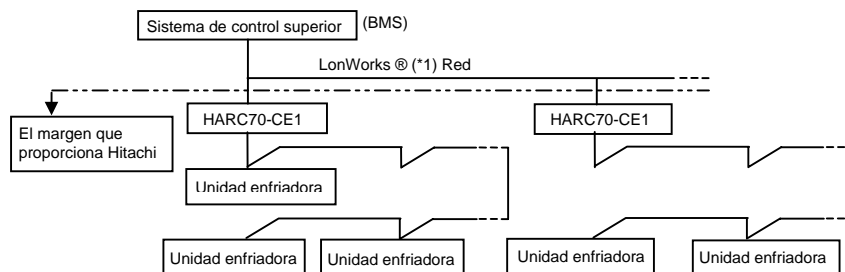 Sistema de control superior (BMS)
LonWorks ® (*1) Red
HARC70-CE1 HARC70-CE1
El margen que
proporciona Hitachi
Unidad enfriadora
Unidad enfriadora Unidad enfriadora Unidad enfriadora Unidad enfriadora